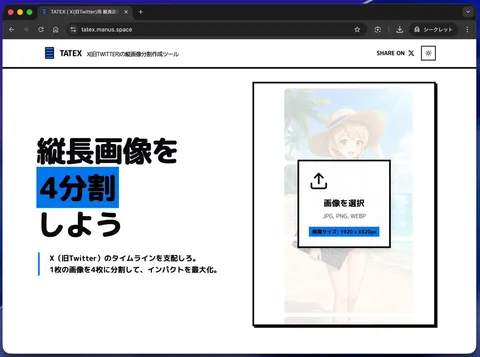 TATEX | X(旧Twitter)用 縦長画
tatex.manus.space
シークレット
TATEX X(旧TWITTER)の縦画像分割作成ツール
SHARE ON X
縦長画像を
4分割
しよう
X（旧Twitter）のタイムラインを支配しろ。
1枚の画像を4枚に分割して、インパクトを最大化。
画像を選択
JPG, PNG, WEBP
推奨サイズ: 1920 x 4320px